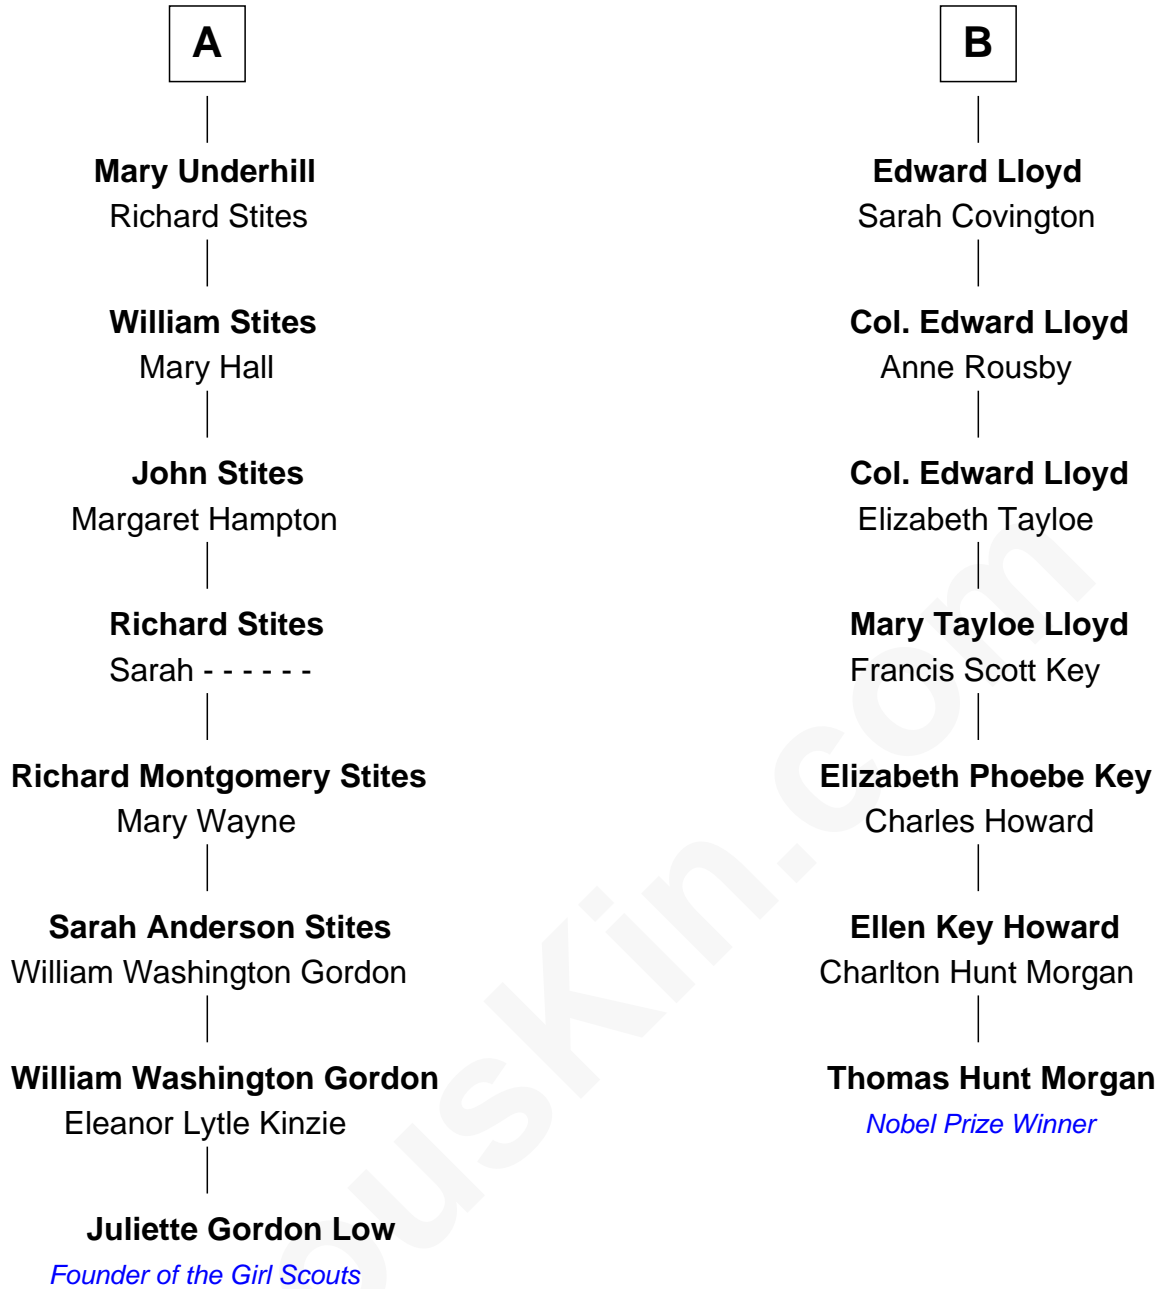 A
Mary Underhill
Richard Stites
William Stites
Mary Hall
John Stites
Margaret Hampton
Richard Stites
Sarah - - - - - -
Richard Montgomery Stites
Mary Wayne
Sarah Anderson Stites
William Washington Gordon
William Washington Gordon
Eleanor Lytle Kinzie
Juliette Gordon Low
Founder of the Girl Scouts
B
Edward Lloyd
Sarah Covington
Col. Edward Lloyd
Anne Rousby
Col. Edward Lloyd
Elizabeth Tayloe
Mary Tayloe Lloyd
Francis Scott Key
Elizabeth Phoebe Key
Charles Howard
Ellen Key Howard
Charlton Hunt Morgan
Thomas Hunt Morgan
Nobel Prize Winner
ousKin.com